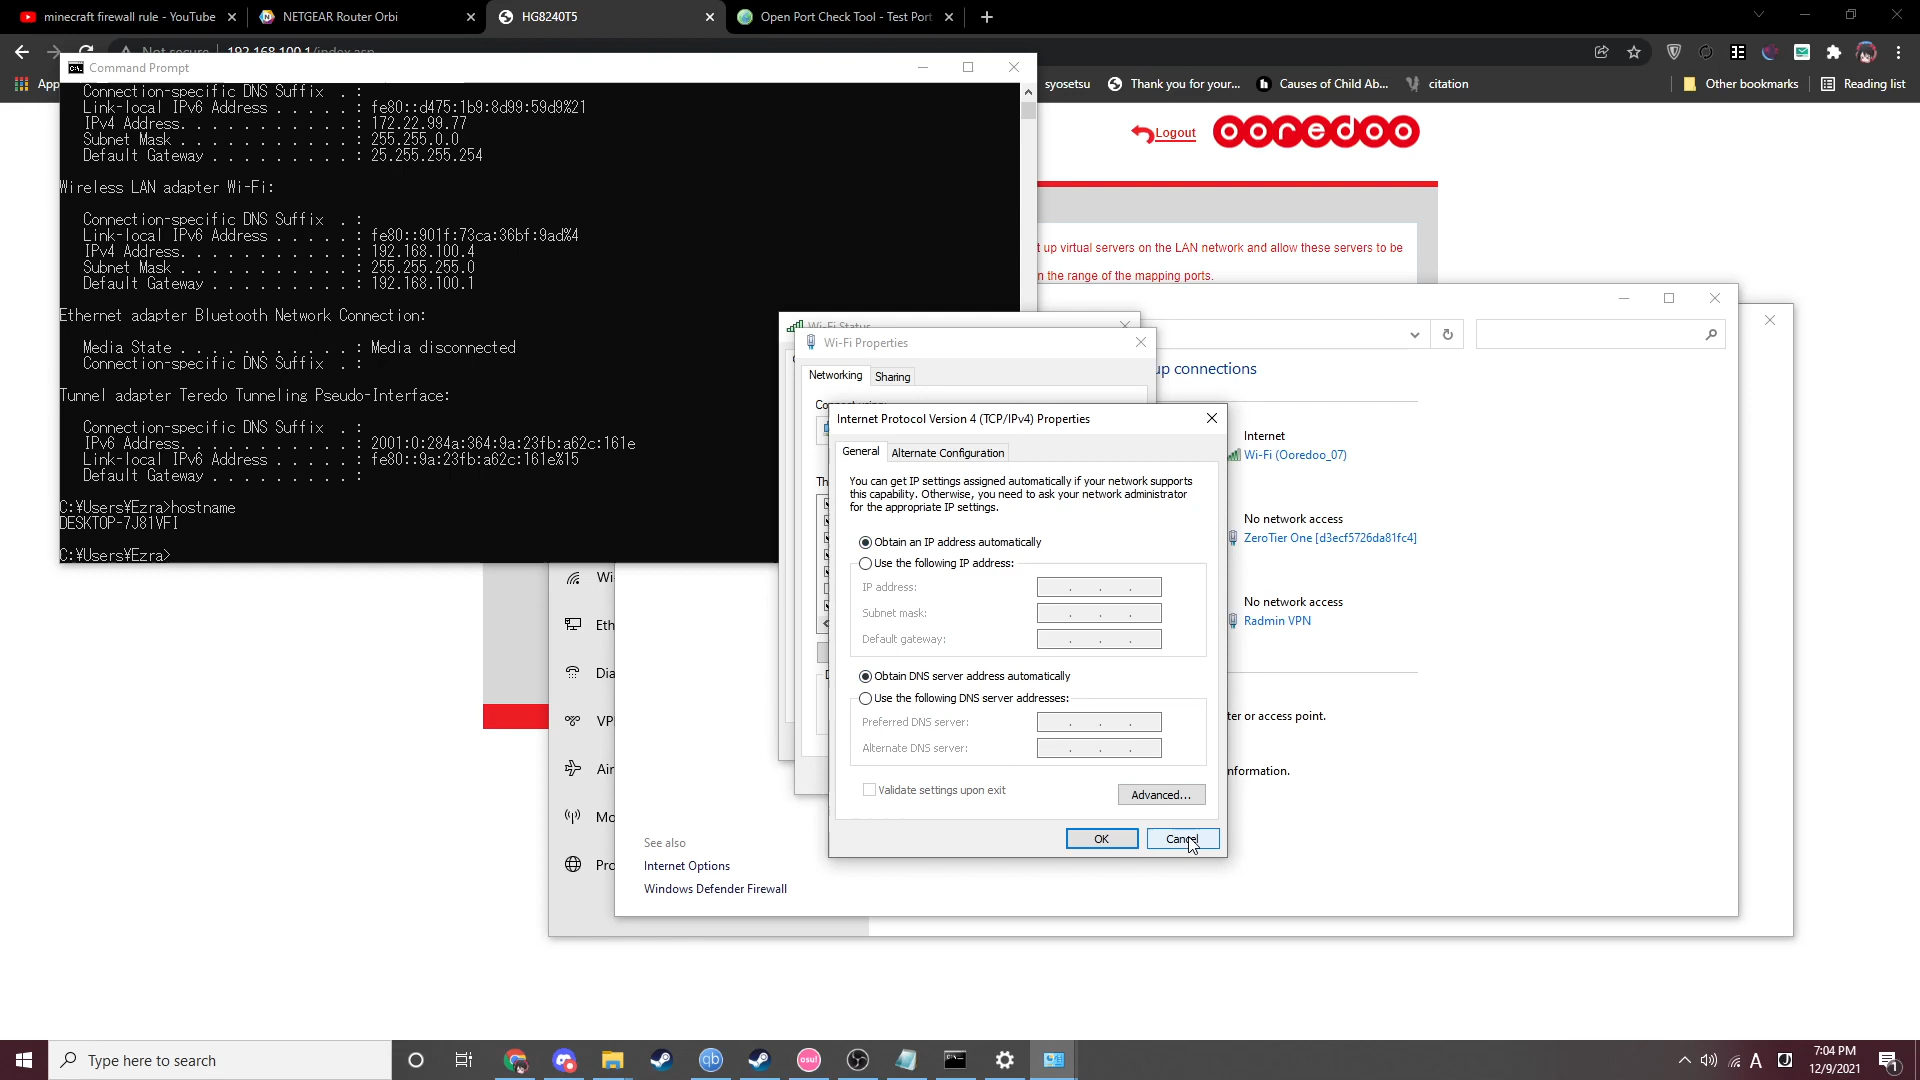 minecraft firewall rule - YouTube
NETGEAR Router Orbi
HG8240T5
Open Port Check Tool - Test Port
Not secure
192.168.100.1/index.asp
App
syosetsu
Thank you for your...
Causes of Child Ab...
citation
Other bookmarks
Reading list
Command Prompt
Connection-specific DNS Suffix . :
Link-local IPv6 Address . . . . . : fe80::d475:1b9:8d99:59d9%21
IPv4 Address. . . . . . . . . . . : 172.22.99.77
Subnet Mask . . . . . . . . . . . : 255.255.0.0
Default Gateway . . . . . . . . . : 25.255.255.254
Wireless LAN adapter Wi-Fi:
Connection-specific DNS Suffix . :
Link-local IPv6 Address . . . . . : fe80::901f:73ca:36bf:9ad%4
IPv4 Address. . . . . . . . . . . : 192.168.100.4
Subnet Mask . . . . . . . . . . . : 255.255.255.0
Default Gateway . . . . . . . . . : 192.168.100.1
Ethernet adapter Bluetooth Network Connection:
Media State . . . . . . . . . . . : Media disconnected
Connection-specific DNS Suffix . :
Tunnel adapter Teredo Tunneling Pseudo-Interface:
Connection-specific DNS Suffix . :
IPv6 Address. . . . . . . . . . . : 2001:0:284a:364:9a:23fb:a62c:161e
Link-local IPv6 Address . . . . . : fe80::9a:23fb:a62c:161e%15
Default Gateway . . . . . . . . . :
C:¥Users¥Ezra>hostname
DESKTOP-7J81VFI
C:¥Users¥Ezra>
Logout
ooredoo
t up virtual servers on the LAN network and allow these servers to be
n the range of the mapping ports.
Wi-Fi Status
Wi-Fi Properties
Networking
Sharing
Internet Protocol Version 4 (TCP/IPv4) Properties
General
Alternate Configuration
You can get IP settings assigned automatically if your network supports
this capability. Otherwise, you need to ask your network administrator
for the appropriate IP settings.
Obtain an IP address automatically
Use the following IP address:
IP address:
Subnet mask:
Default gateway:
Obtain DNS server address automatically
Use the following DNS server addresses:
Preferred DNS server:
Alternate DNS server:
Validate settings upon exit
Advanced...
OK
Cancel
up connections
Internet
Wi-Fi (Ooredoo_07)
No network access
ZeroTier One [d3ecf5726da81fc4]
No network access
Radmin VPN
ter or access point.
nformation.
Wi
Eth
Dia
VP
Air
Mo
Pro
See also
Internet Options
Windows Defender Firewall
Type here to search
qb
osu!
A
7:04 PM
12/9/2021
1